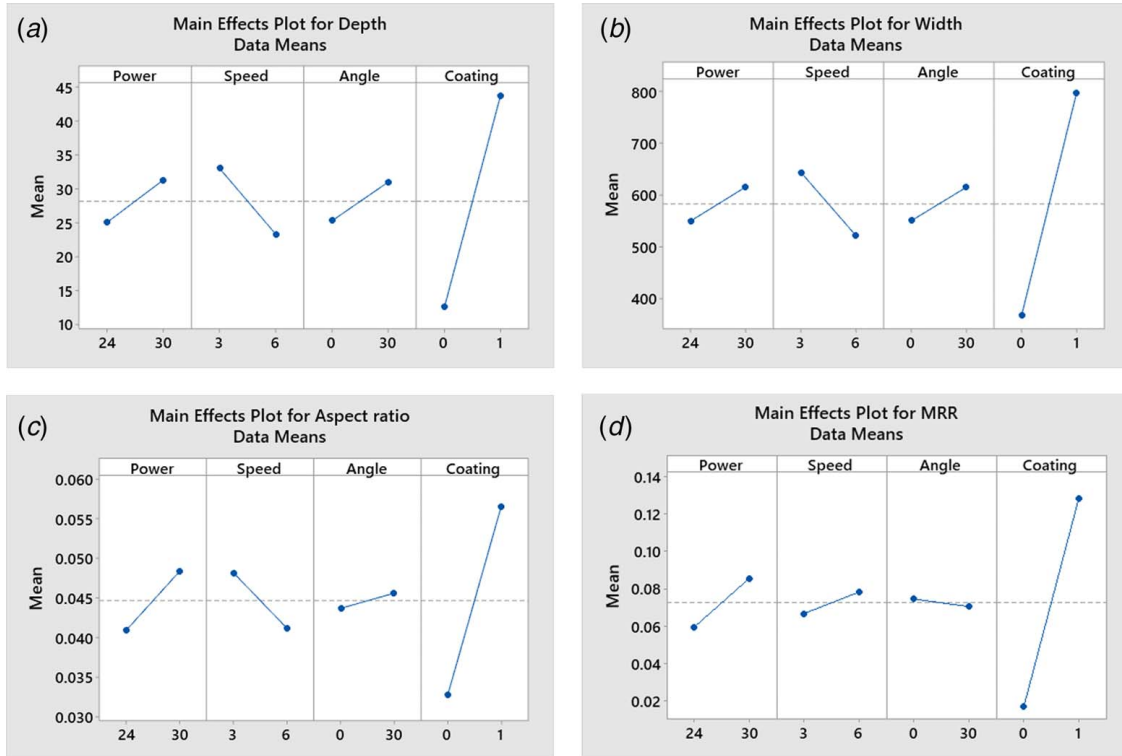 (a)
Main Effects Plot for Depth
Data Means
Power Speed Angle Coating
45
40
35
30
25
20
15
10
Mean
24 30 3 6 0 30 0 1
(b)
Main Effects Plot for Width
Data Means
Power Speed Angle Coating
800
700
600
500
400
Mean
24 30 3 6 0 30 0 1
(c)
Main Effects Plot for Aspect ratio
Data Means
Power Speed Angle Coating
0.060
0.055
0.050
0.045
0.040
0.035
0.030
Mean
24 30 3 6 0 30 0 1
(d)
Main Effects Plot for MRR
Data Means
Power Speed Angle Coating
0.14
0.12
0.10
0.08
0.06
0.04
0.02
Mean
24 30 3 6 0 30 0 1